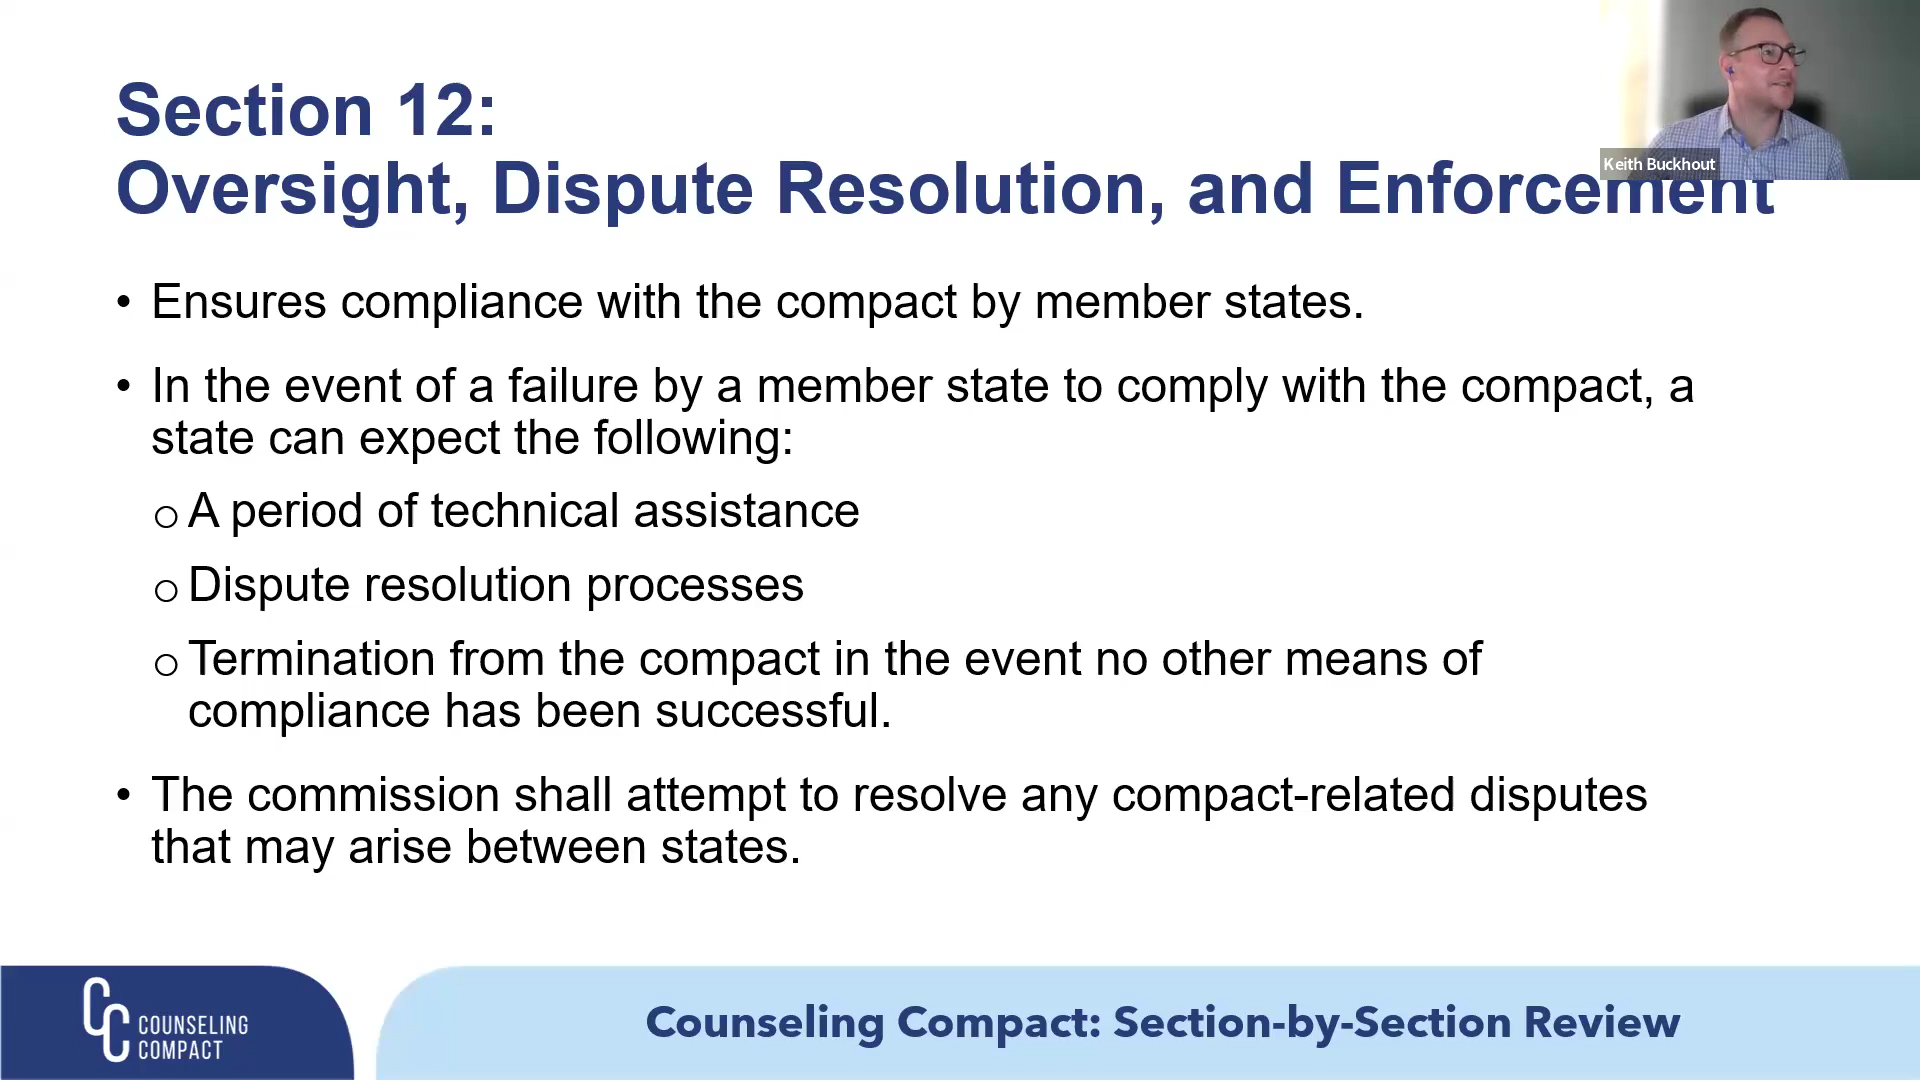 Section 12:
Oversight, Dispute Resolution, and Enforcement
Keith Buckhout
• Ensures compliance with the compact by member states.
• In the event of a failure by a member state to comply with the compact, a
state can expect the following:
o A period of technical assistance
o Dispute resolution processes
o Termination from the compact in the event no other means of
compliance has been successful.
• The commission shall attempt to resolve any compact-related disputes
that may arise between states.
CC COUNSELING
COMPACT
Counseling Compact: Section-by-Section Review